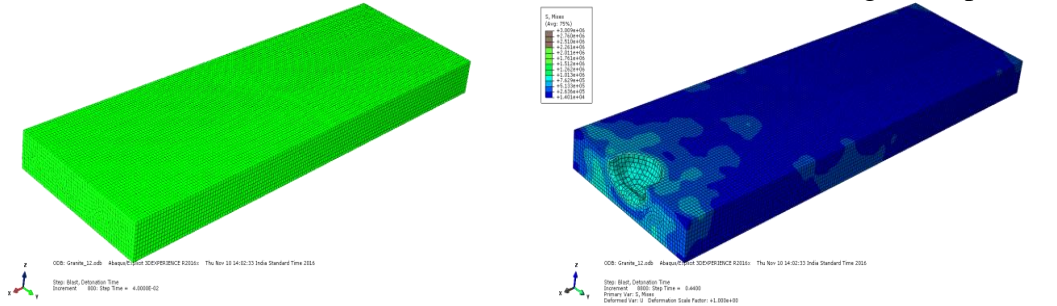 S, Mises
(Avg: 75%)
+3.009e+06
+2.760e+06
+2.510e+06
+2.261e+06
+2.011e+06
+1.761e+06
+1.512e+06
+1.262e+06
+1.013e+06
+7.629e+05
+5.133e+05
+2.636e+05
+1.401e+04
ODB: Granite_12.odb Abaqus/Explicit 3DEXPERIENCE R2016x Thu Nov 10 14:02:33 India Standard Time 2016
Step: Blast, Detonation Time
Increment 800: Step Time = 4.0000E-02
Z
X
Y
ODB: Granite_12.odb Abaqus/Explicit 3DEXPERIENCE R2016x Thu Nov 10 14:02:33 India Standard Time 2016
Step: Blast, Detonation Time
Increment 8800: Step Time = 0.4400
Primary Var: S, Mises
Deformed Var: U Deformation Scale Factor: +1.000e+00
Z
X
Y